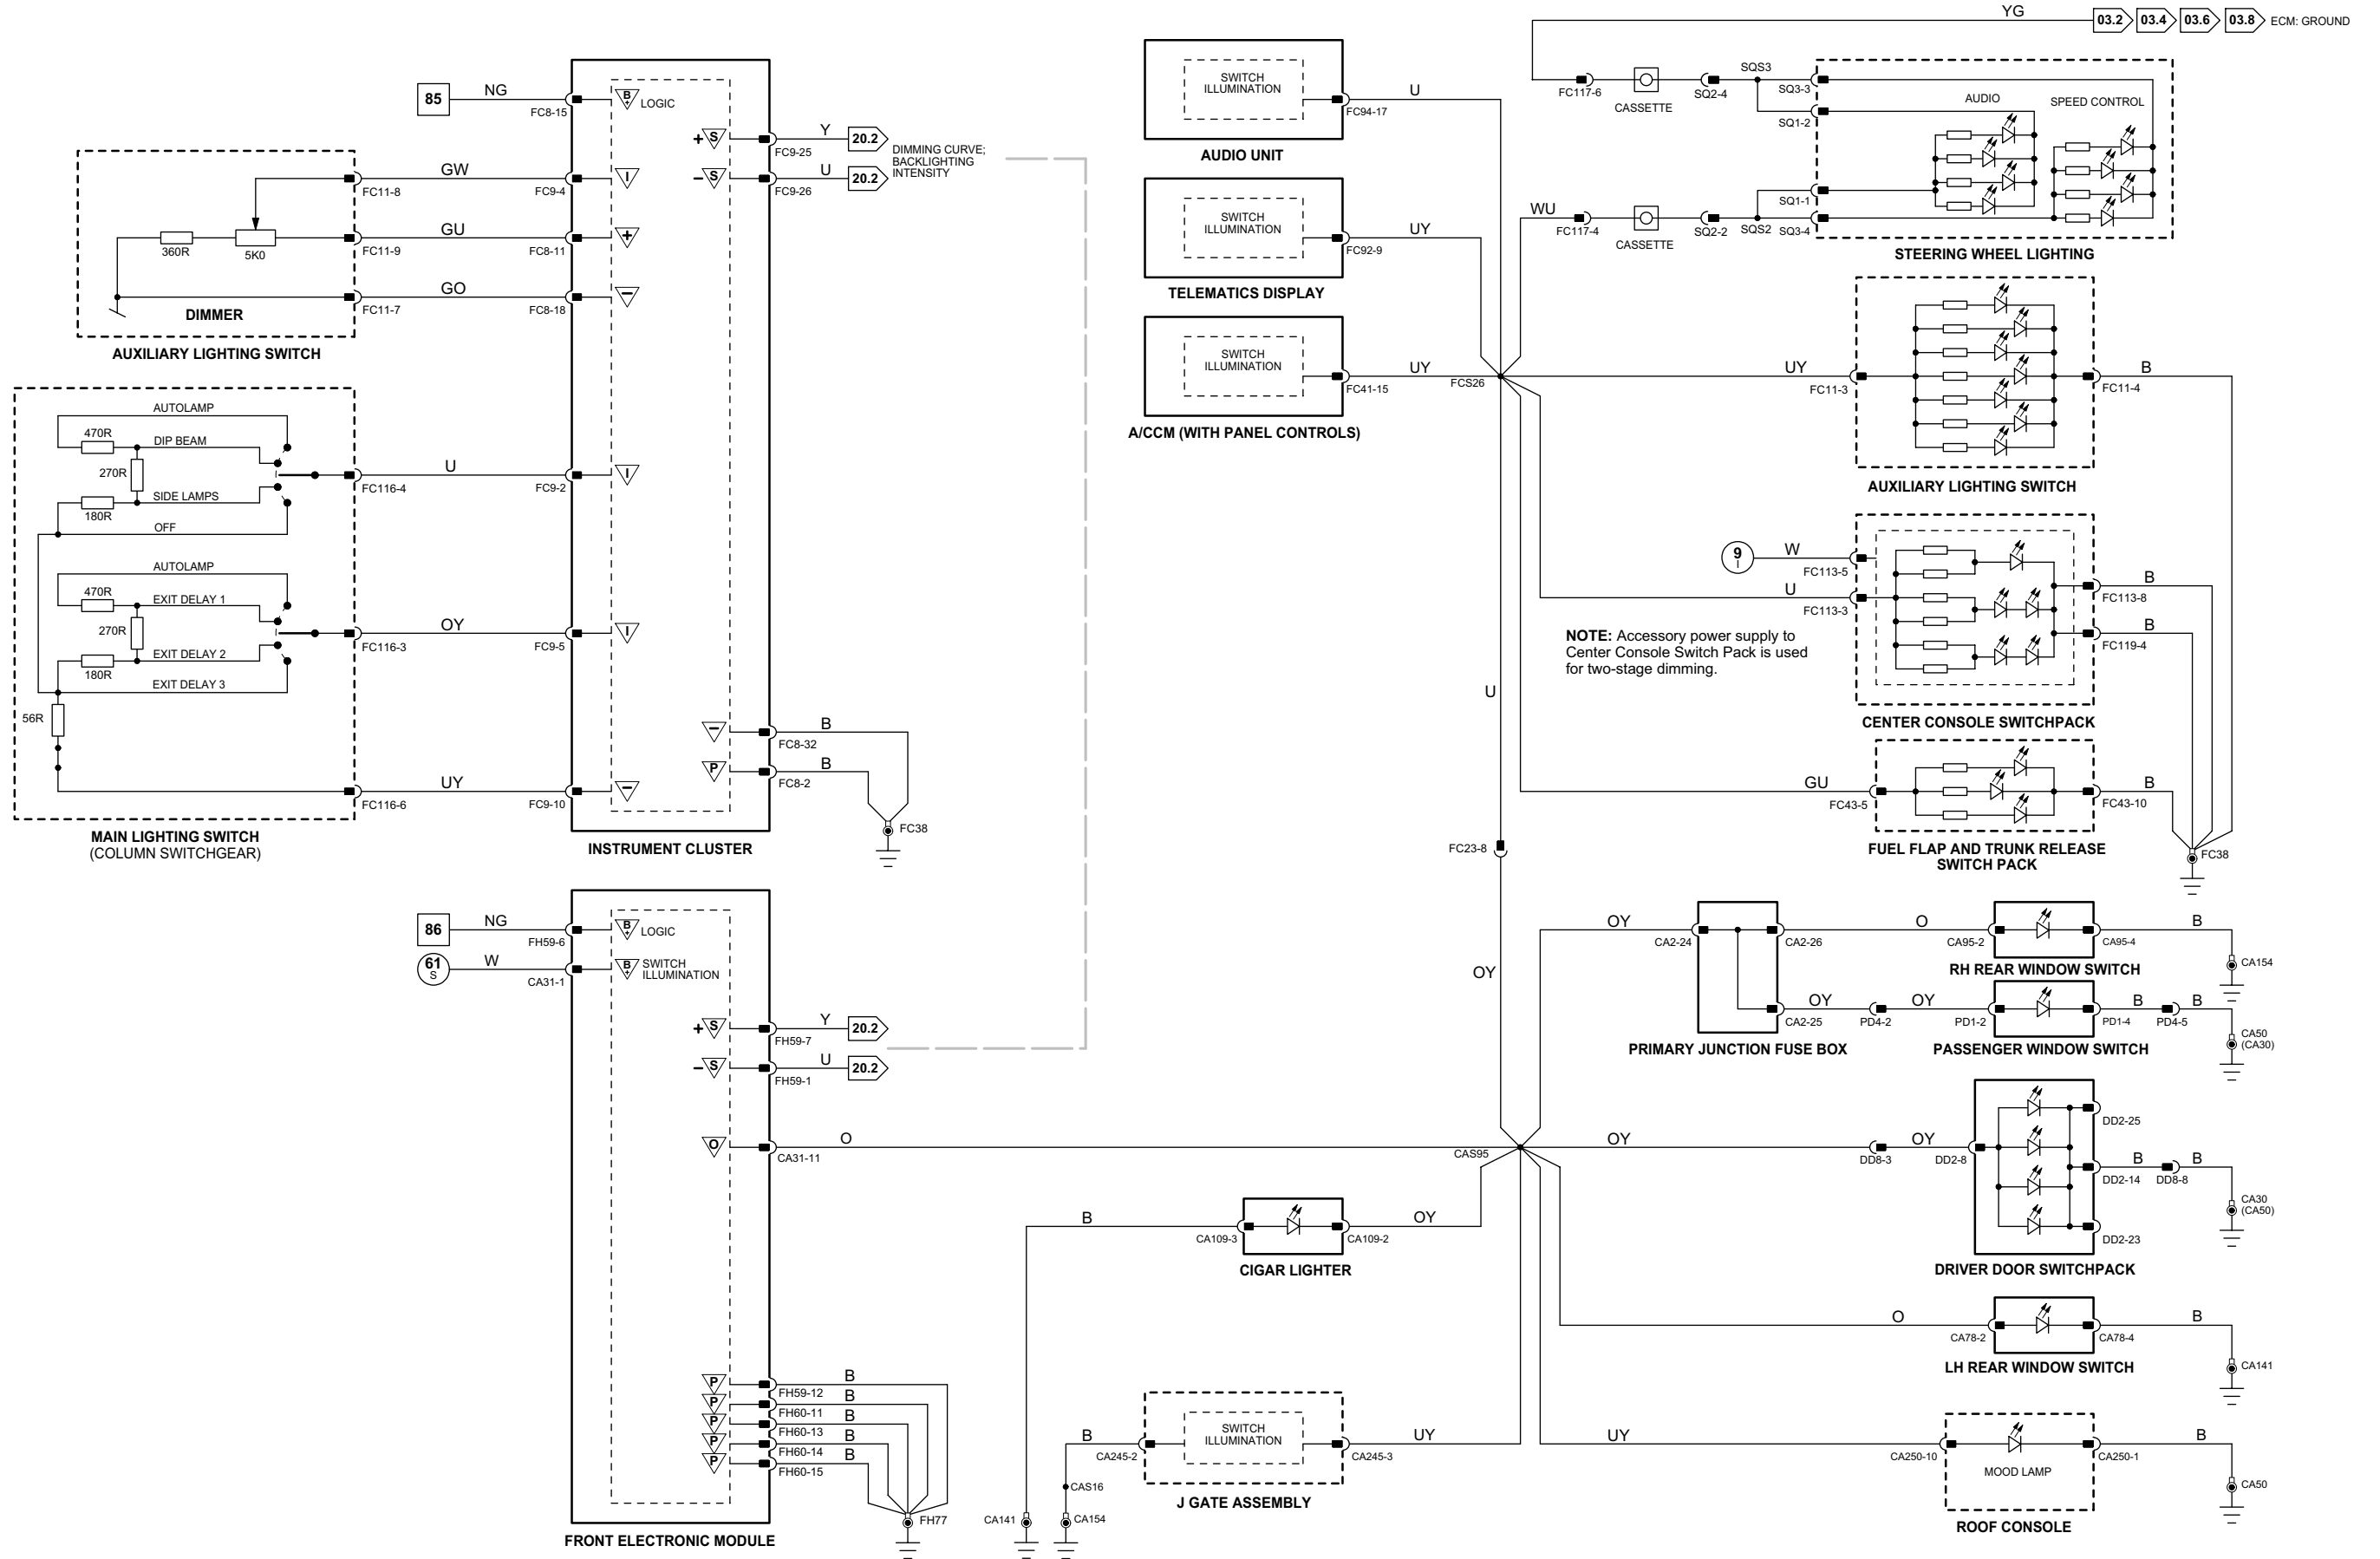 YG
03.2
03.4
03.6
03.8
ECM: GROUND
85
NG
FC8-15
B
+
LOGIC
+
S
Y
20.2
FC9-25
DIMMING CURVE;
BACKLIGHTING
INTENSITY
–
S
U
20.2
FC9-26
GW
FC11-8
FC9-4
I
360R
5K0
GU
FC11-9
FC8-11
+
GO
FC11-7
FC8-18
–
DIMMER
AUXILIARY LIGHTING SWITCH
AUTOLAMP
470R
DIP BEAM
270R
SIDE LAMPS
180R
OFF
U
FC116-4
FC9-2
I
AUTOLAMP
470R
EXIT DELAY 1
270R
EXIT DELAY 2
180R
EXIT DELAY 3
OY
FC116-3
FC9-5
I
56R
UY
FC116-6
FC9-10
–
MAIN LIGHTING SWITCH
(COLUMN SWITCHGEAR)
–
B
FC8-32
P
B
FC8-2
FC38
INSTRUMENT CLUSTER
SWITCH
ILLUMINATION
U
FC94-17
AUDIO UNIT
SWITCH
ILLUMINATION
UY
FC92-9
TELEMATICS DISPLAY
SWITCH
ILLUMINATION
UY
FC41-15
FCS26
A/CCM (WITH PANEL CONTROLS)
FC117-6
CASSETTE
SQ2-4
SQS3
SQ3-3
SQ1-2
AUDIO
SPEED CONTROL
WU
FC117-4
CASSETTE
SQ2-2
SQS2
SQ1-1
SQ3-4
STEERING WHEEL LIGHTING
UY
FC11-3
B
FC11-4
AUXILIARY LIGHTING SWITCH
9
I
W
FC113-5
U
FC113-3
B
FC113-8
B
FC119-4
NOTE: Accessory power supply to
Center Console Switch Pack is used
for two-stage dimming.
CENTER CONSOLE SWITCHPACK
U
GU
FC43-5
B
FC43-10
FUEL FLAP AND TRUNK RELEASE
SWITCH PACK
FC38
FC23-8
OY
86
NG
FH59-6
B
+
LOGIC
61
S
W
CA31-1
B
+
SWITCH
ILLUMINATION
+
S
Y
20.2
FH59-7
–
S
U
20.2
FH59-1
O
O
CA31-11
CAS95
P
B
FH59-12
P
B
FH60-11
P
B
FH60-13
P
B
FH60-14
P
B
FH60-15
FH77
FRONT ELECTRONIC MODULE
OY
CA2-24
CA2-26
O
CA95-2
CA95-4
B
CA154
RH REAR WINDOW SWITCH
CA2-25
OY
PD4-2
OY
PD1-2
PD1-4
B
PD4-5
B
CA50
(CA30)
PRIMARY JUNCTION FUSE BOX
PASSENGER WINDOW SWITCH
OY
DD8-3
OY
DD2-8
DD2-25
B
DD2-14
B
DD8-8
DD2-23
CA30
(CA50)
DRIVER DOOR SWITCHPACK
B
CA109-3
CA109-2
OY
CIGAR LIGHTER
O
CA78-2
CA78-4
B
CA141
LH REAR WINDOW SWITCH
B
CA245-2
SWITCH
ILLUMINATION
CA245-3
UY
CAS16
CA141
CA154
J GATE ASSEMBLY
UY
CA250-10
MOOD LAMP
CA250-1
B
CA50
ROOF CONSOLE